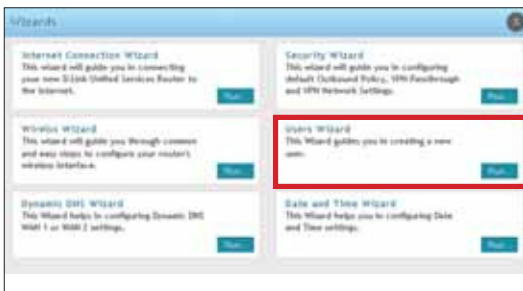 Wizards
Internet Connection Wizard
This wizard will guide you in connecting
your new D-Link Unified Services Router to
the Internet.
Run...
Security Wizard
This wizard will guide you in configuring
default Outbound Policy, VPN Passthrough
and VPN Network Settings.
Run...
Wireless Wizard
This wizard will guide you through common
and easy steps to configure your router's
wireless interface.
Run...
Users Wizard
This Wizard guides you in creating a new
user.
Run...
Dynamic DNS Wizard
This Wizard helps in configuring Dynamic DNS
WAN 1 or WAN 2 settings.
Run...
Date and Time Wizard
This Wizard helps you in configuring Date
and Time settings.
Run...